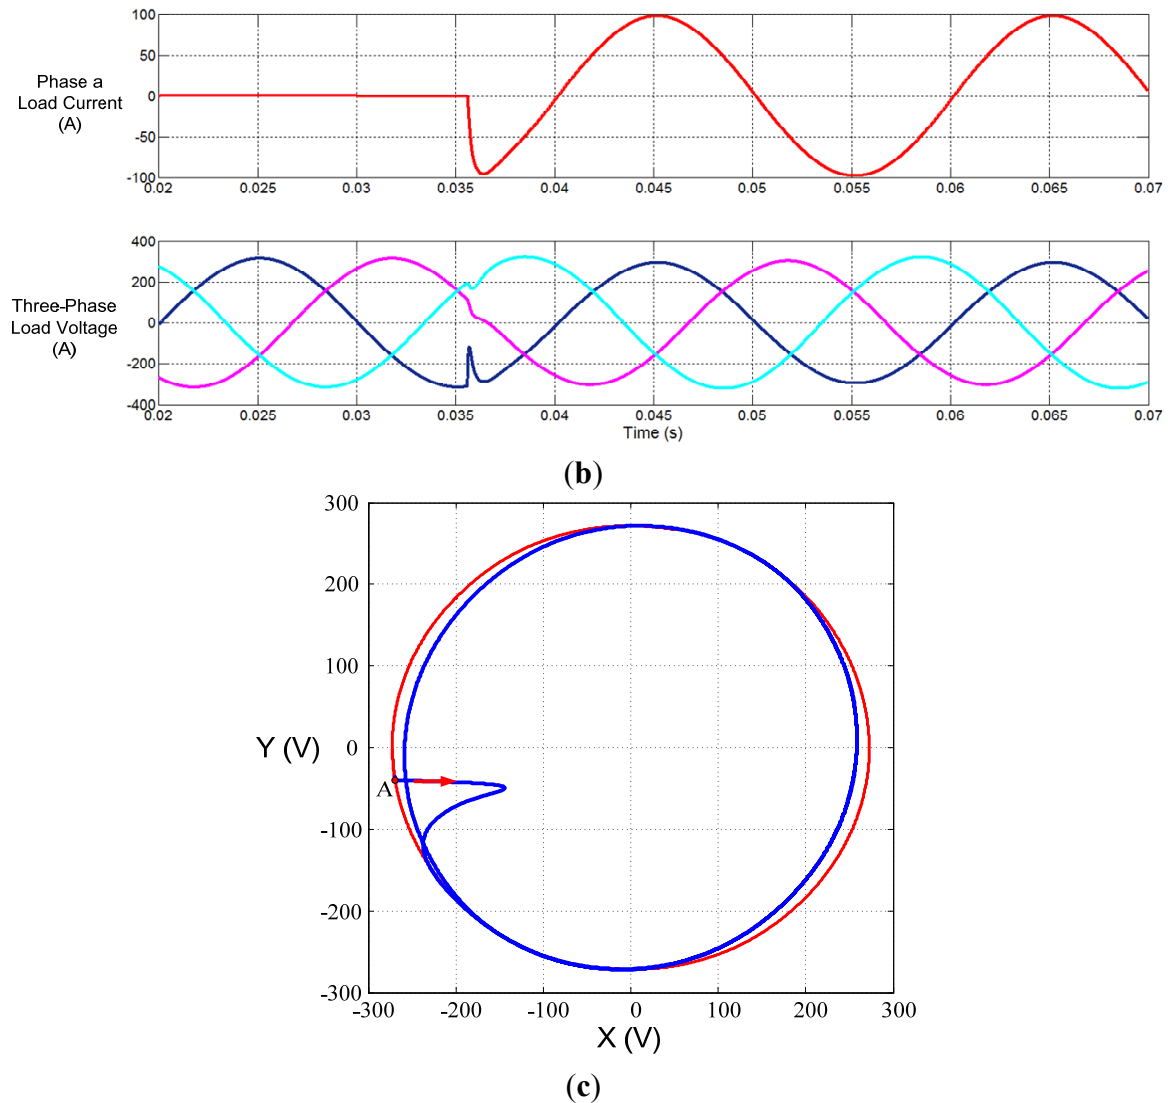 100
50
0
-50
-100
Phase a
Load Current
(A)
0.02 0.025 0.03 0.035 0.04 0.045 0.05 0.055 0.06 0.065 0.07
400
200
0
-200
-400
Three-Phase
Load Voltage
(A)
0.02 0.025 0.03 0.035 0.04 0.045 0.05 0.055 0.06 0.065 0.07
Time (s)
(b)
300
200
100
0
-100
-200
-300
Y (V)
A
-300 -200 -100 0 100 200 300
X (V)
(c)